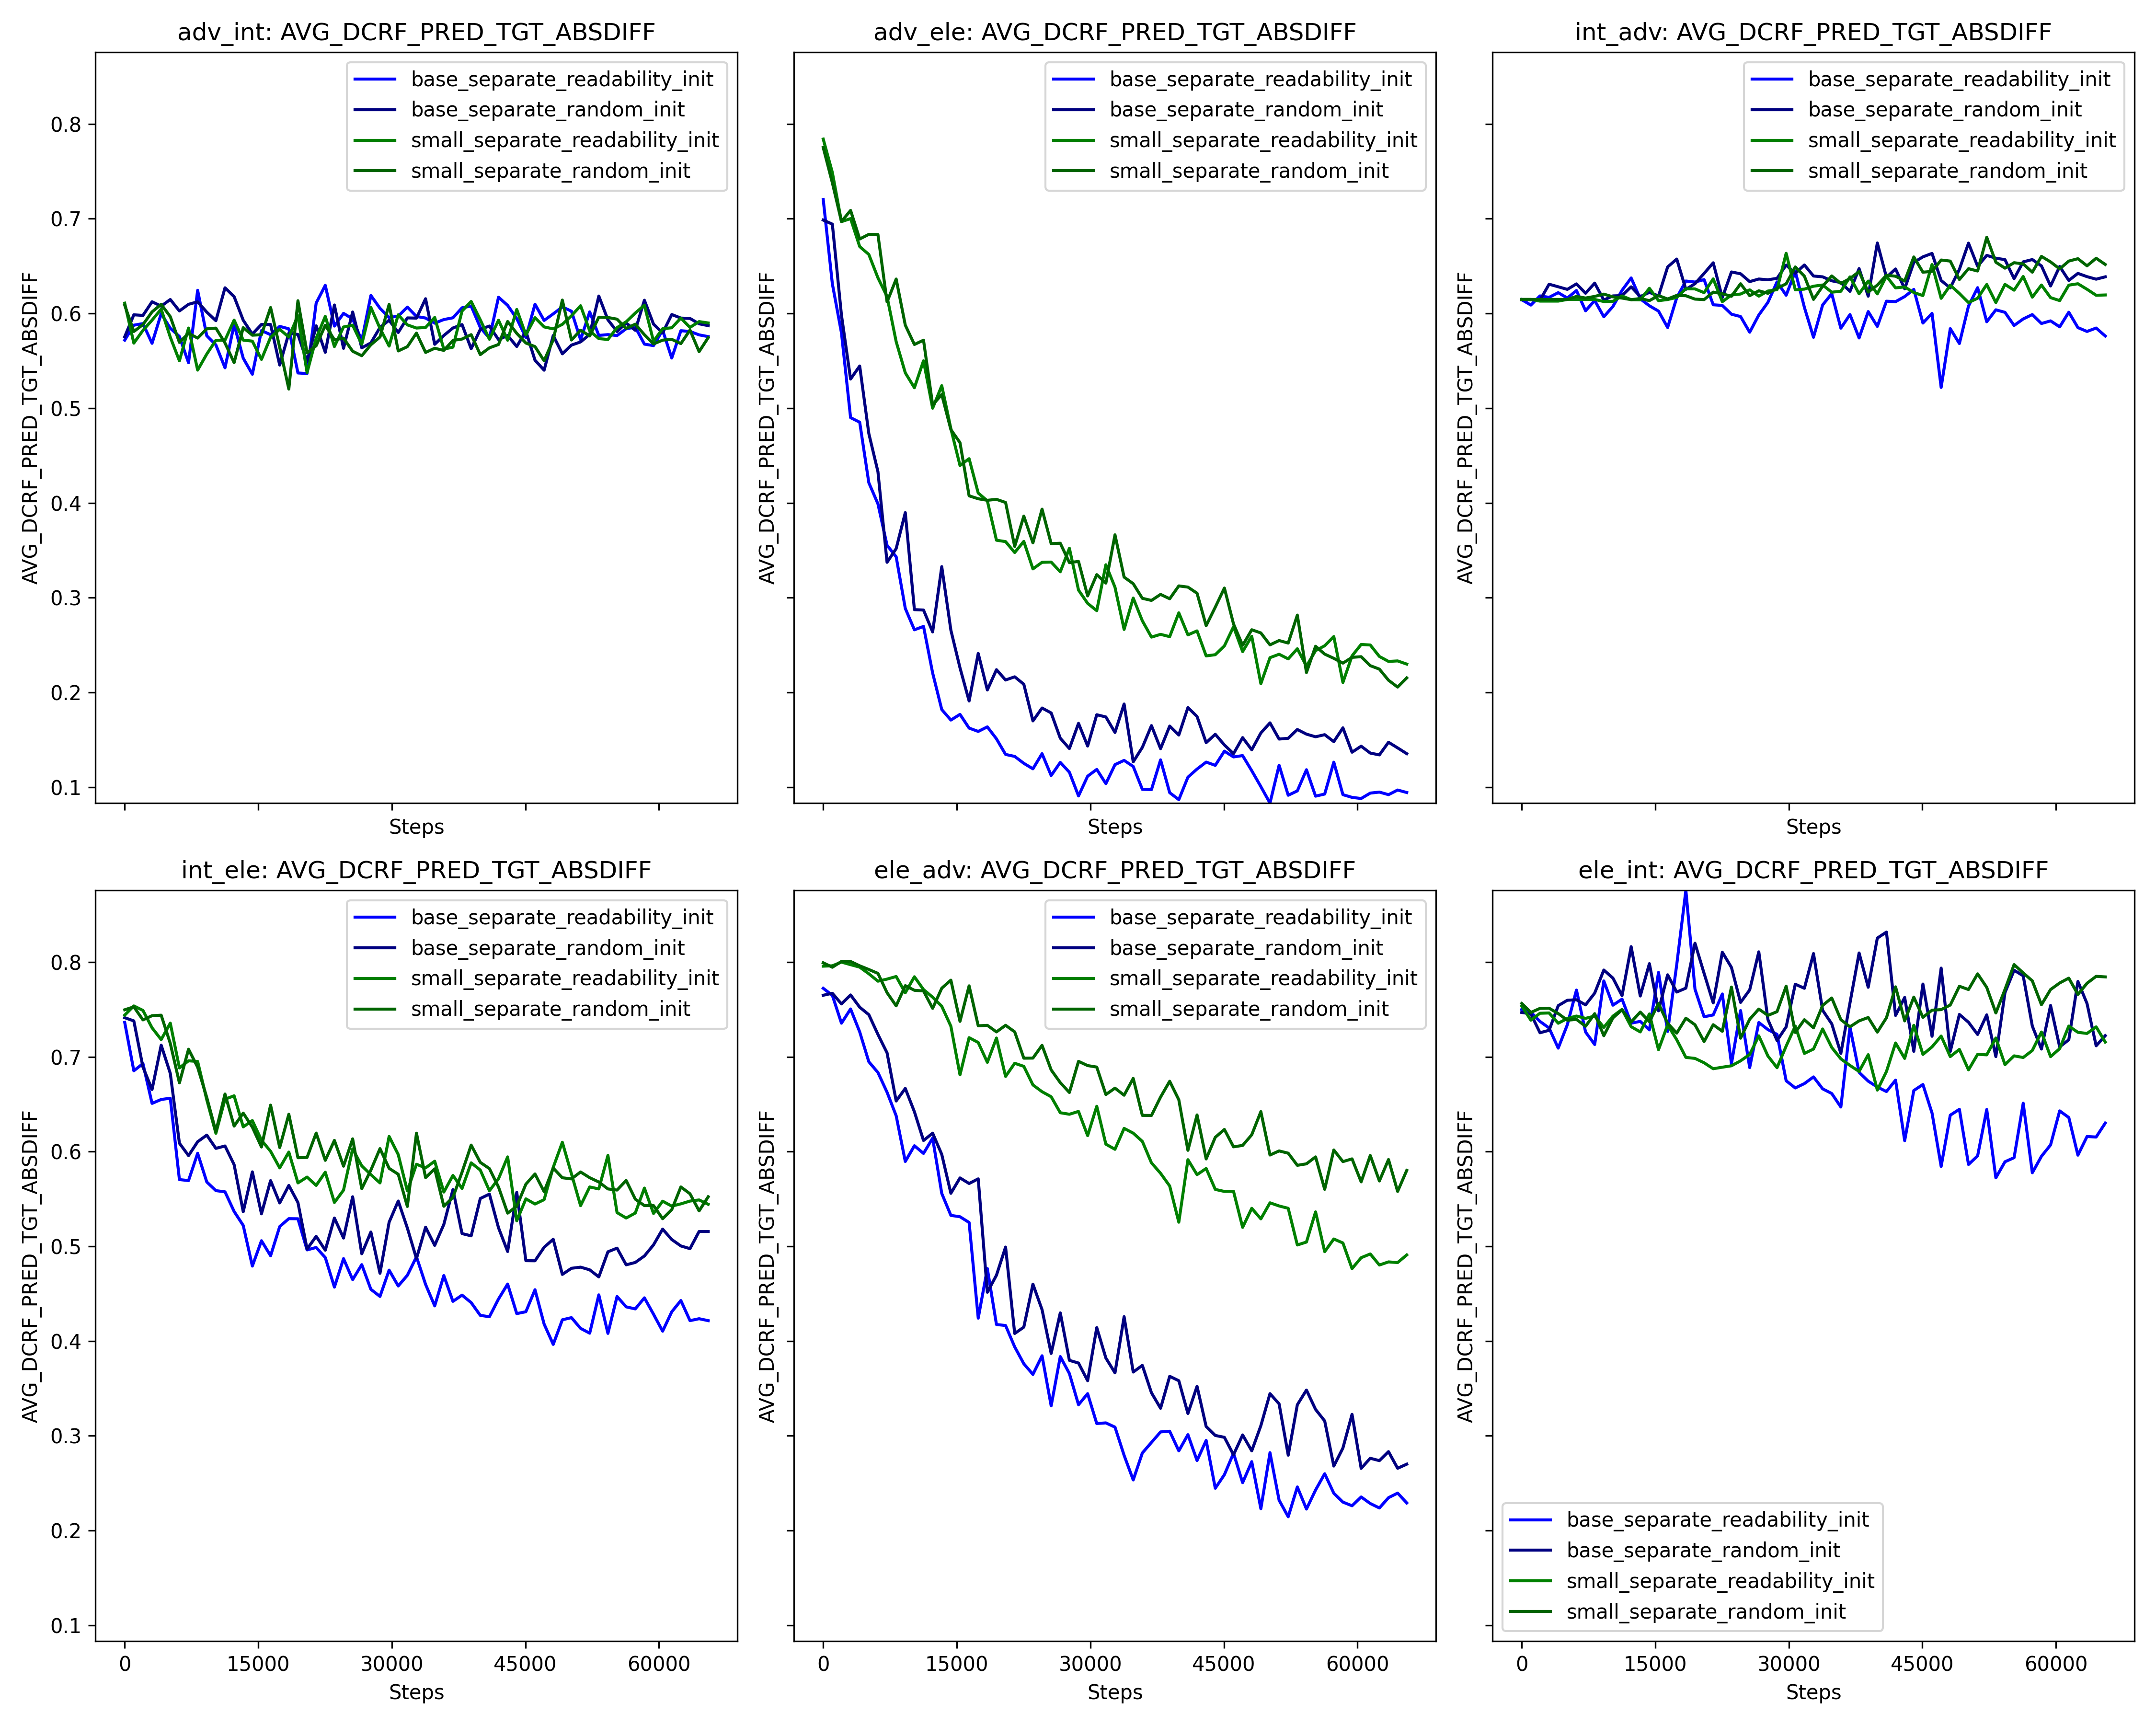 adv_int: AVG_DCRF_PRED_TGT_ABSDIFF
AVG_DCRF_PRED_TGT_ABSDIFF
0.8
0.7
0.6
0.5
0.4
0.3
0.2
0.1
base_separate_readability_init
base_separate_random_init
small_separate_readability_init
small_separate_random_init
Steps
adv_ele: AVG_DCRF_PRED_TGT_ABSDIFF
AVG_DCRF_PRED_TGT_ABSDIFF
base_separate_readability_init
base_separate_random_init
small_separate_readability_init
small_separate_random_init
Steps
int_adv: AVG_DCRF_PRED_TGT_ABSDIFF
AVG_DCRF_PRED_TGT_ABSDIFF
base_separate_readability_init
base_separate_random_init
small_separate_readability_init
small_separate_random_init
Steps
int_ele: AVG_DCRF_PRED_TGT_ABSDIFF
AVG_DCRF_PRED_TGT_ABSDIFF
0.8
0.7
0.6
0.5
0.4
0.3
0.2
0.1
base_separate_readability_init
base_separate_random_init
small_separate_readability_init
small_separate_random_init
0 15000 30000 45000 60000
Steps
ele_adv: AVG_DCRF_PRED_TGT_ABSDIFF
AVG_DCRF_PRED_TGT_ABSDIFF
base_separate_readability_init
base_separate_random_init
small_separate_readability_init
small_separate_random_init
0 15000 30000 45000 60000
Steps
ele_int: AVG_DCRF_PRED_TGT_ABSDIFF
AVG_DCRF_PRED_TGT_ABSDIFF
base_separate_readability_init
base_separate_random_init
small_separate_readability_init
small_separate_random_init
0 15000 30000 45000 60000
Steps